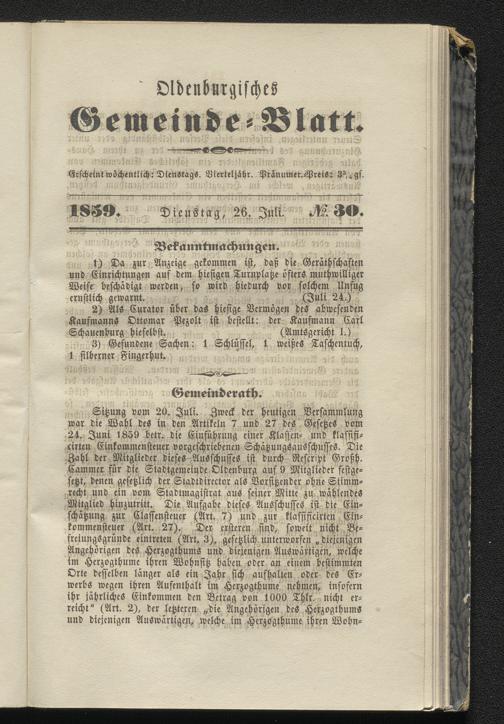 Oldenburgisches
Gemeinde-Blatt.
Erscheint wöchentlich: Dienstags. Vierteljähr. Pränumer.-Preis: 3¾ gs.
1859. Dienstag, 26. Juli. № 30.
Bekanntmachungen.
1) Da zur Anzeige gekommen ist, daß die Geräthschaften
und Einrichtungen auf dem hiesigen Turnplatze öfters muthwilliger
Weise beschädigt werden, so wird hiedurch vor solchem Unfug
ernstlich gewarnt. (Juli 24.)
2) Als Curator über das hiesige Vermögen des abwesenden
Kaufmanns Ottomar Pezolt ist bestellt: der Kaufmann Carl
Schauenburg hieselbst. (Amtsgericht I.)
3) Gefundene Sachen: 1 Schlüssel, 1 weißes Taschentuch,
1 silberner Fingerhut.
Gemeinderath.
Sitzung vom 20. Juli. Zweck der heutigen Versammlung
war die Wahl des in den Artikeln 7 und 27 des Gesetzes vom
24. Juni 1859 betr. die Einführung einer Klassen- und klassifi-
cirten Einkommensteuer vorgeschriebenen Schätzungsausschusses. Die
Zahl der Mitglieder dieses Ausschusses ist durch Rescript Großh.
Cammer für die Stadtgemeinde Oldenburg auf 9 Mitglieder festge-
setzt, denen gesetzlich der Stadtdirector als Vorsitzender ohne Stimm-
recht und ein vom Stadtmagistrat aus seiner Mitte zu wählendes
Mitglied hinzutritt. Die Aufgabe dieses Ausschusses ist die Ein-
schätzung zur Classensteuer (Art. 7) und zur klassificirten Ein-
kommensteuer (Art. 27). Der ersteren sind, soweit nicht Be-
freiungsgründe eintreten (Art. 3), gesetzlich unterworfen „diejenigen
Angehörigen des Herzogthums und diejenigen Auswärtigen, welche
im Herzogthume ihren Wohnsitz haben oder an einem bestimmten
Orte desselben länger als ein Jahr sich aufhalten oder des Er-
werbs wegen ihren Aufenthalt im Herzogthume nehmen, insofern
ihr jährliches Einkommen den Betrag von 1000 Thlr. nicht er-
reicht“ (Art. 2), der letzteren „die Angehörigen des Herzogthums
und diejenigen Auswärtigen, welche im Herzogthume ihren Wohn-